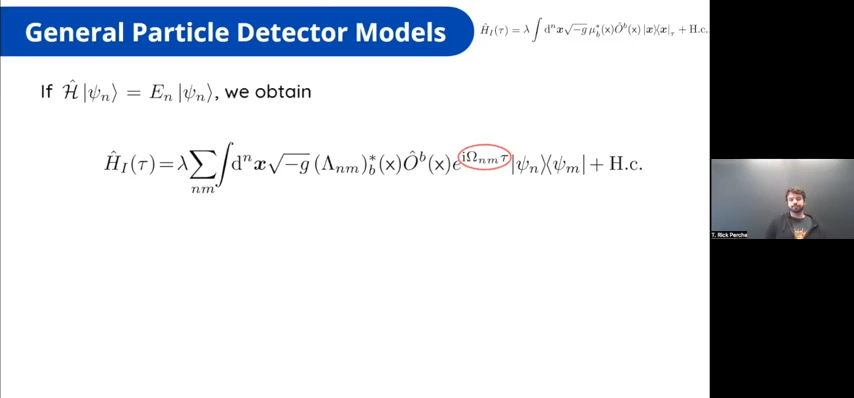 General Particle Detector Models
Ĥ_I(τ) = λ ∫ dⁿx √−g μ*_b(x) Ô^b(x) |x⟩⟨x|_τ + H.c.
If Ĥ |ψ_n⟩ = E_n |ψ_n⟩, we obtain
Ĥ_I(τ) = λ ∑_{nm} ∫ dⁿx √−g (Λ_{nm})*_b(x) Ô^b(x) e^{iΩ_{nm} τ} |ψ_n⟩⟨ψ_m| + H.c.
T. Rick Perche